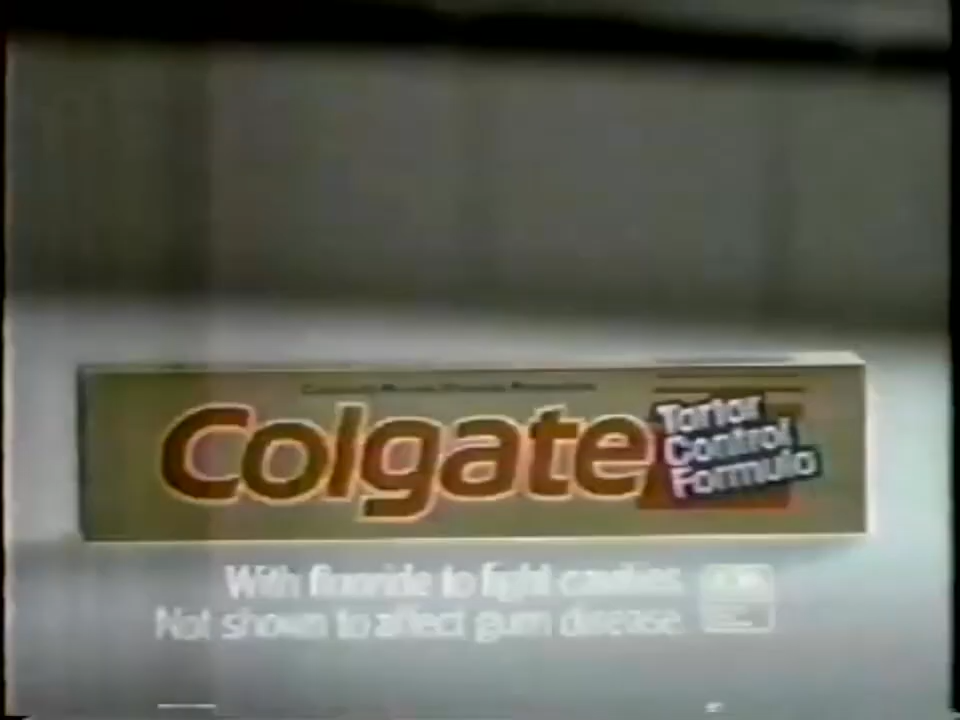 Colgate
Tartar
Control
Formula
With fluoride to fight cavities.
Not shown to affect gum disease.